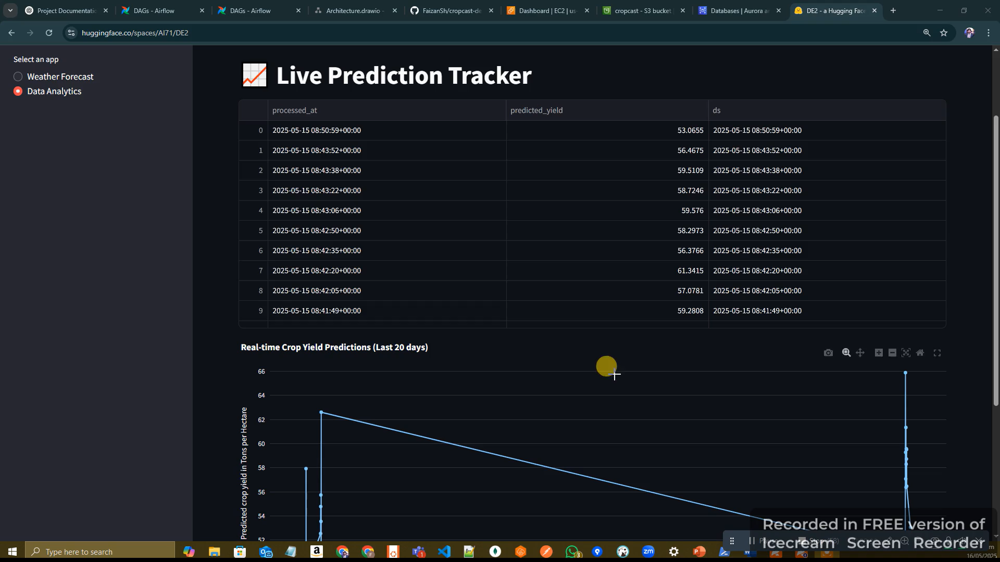 Project Documentati
DAGs - Airflow
DAGs - Airflow
Architecture.drawio -
FaizanSh/cropcast-de
Dashboard | EC2 | us-
cropcast - S3 bucket
Databases | Aurora a
DE2 - a Hugging Fac
huggingface.co/spaces/AI71/DE2
Select an app
Weather Forecast
Data Analytics
Live Prediction Tracker
processed_at predicted_yield ds
0 2025-05-15 08:50:59+00:00 53.0655 2025-05-15 08:50:59+00:00
1 2025-05-15 08:43:52+00:00 56.4675 2025-05-15 08:43:52+00:00
2 2025-05-15 08:43:38+00:00 59.5109 2025-05-15 08:43:38+00:00
3 2025-05-15 08:43:22+00:00 58.7246 2025-05-15 08:43:22+00:00
4 2025-05-15 08:43:06+00:00 59.576 2025-05-15 08:43:06+00:00
5 2025-05-15 08:42:50+00:00 58.2973 2025-05-15 08:42:50+00:00
6 2025-05-15 08:42:35+00:00 56.3766 2025-05-15 08:42:35+00:00
7 2025-05-15 08:42:20+00:00 61.3415 2025-05-15 08:42:20+00:00
8 2025-05-15 08:42:05+00:00 57.0781 2025-05-15 08:42:05+00:00
9 2025-05-15 08:41:49+00:00 59.2808 2025-05-15 08:41:49+00:00
Real-time Crop Yield Predictions (Last 20 days)
66
64
62
60
58
56
54
52
Predicted crop yield in Tons per Hectare
Recorded in FREE version of
Icecream Screen Recorder
Type here to search
16/05/2025